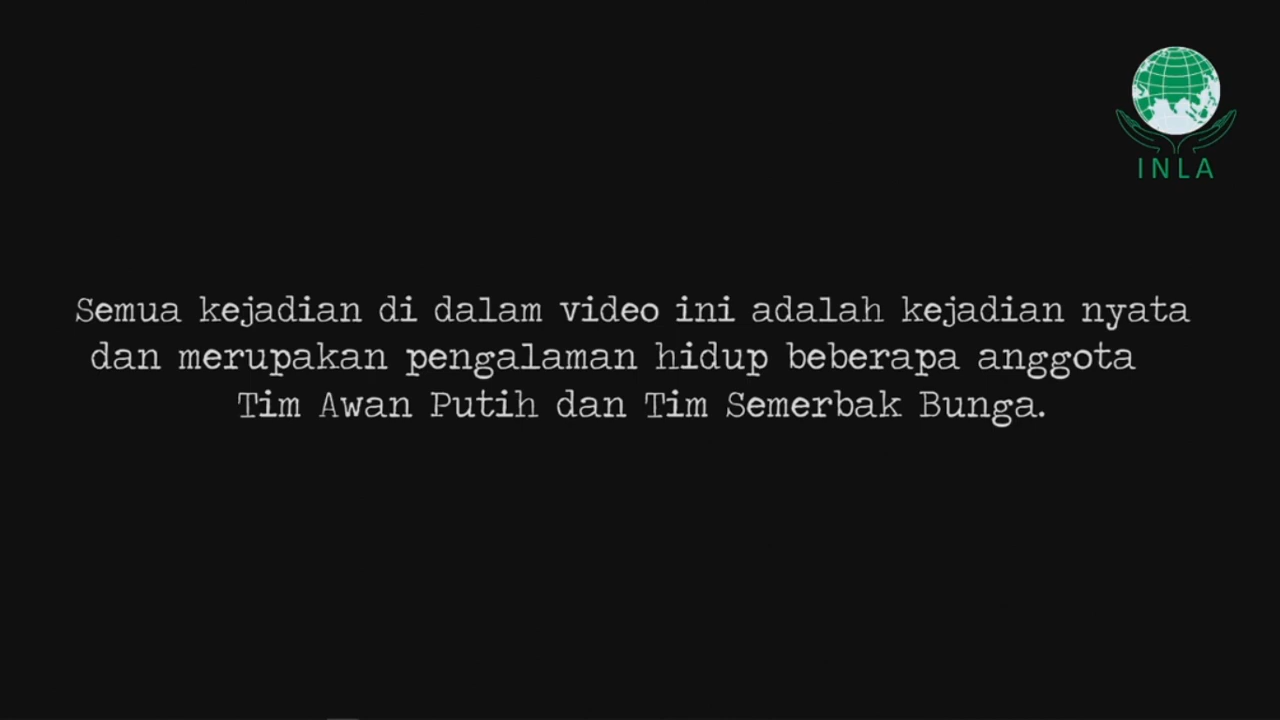 INLA
Semua kejadian di dalam video ini adalah kejadian nyata
dan merupakan pengalaman hidup beberapa anggota
Tim Awan Putih dan Tim Semerbak Bunga.